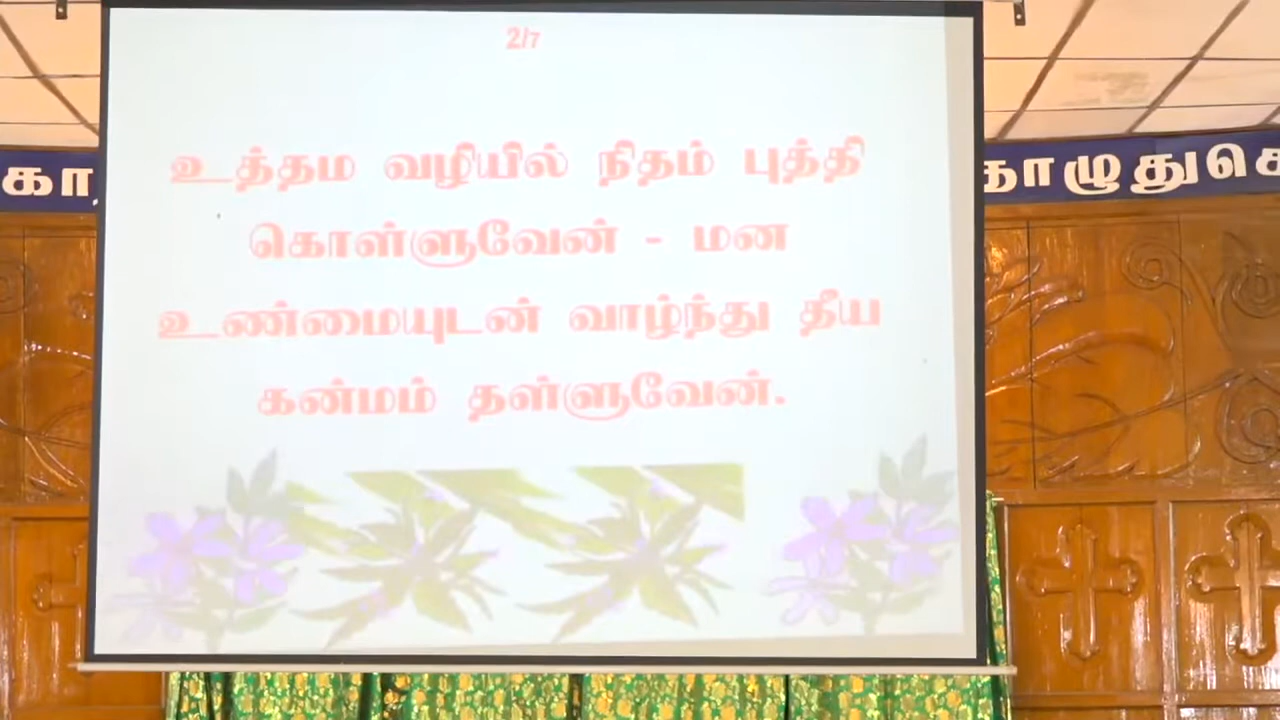 2/7
உத்தம வழியில் நிதம் புத்தி
கொள்ளுவேன் - மன
உண்மையுடன் வாழ்ந்து தீய
கன்மம் தள்ளுவேன்.